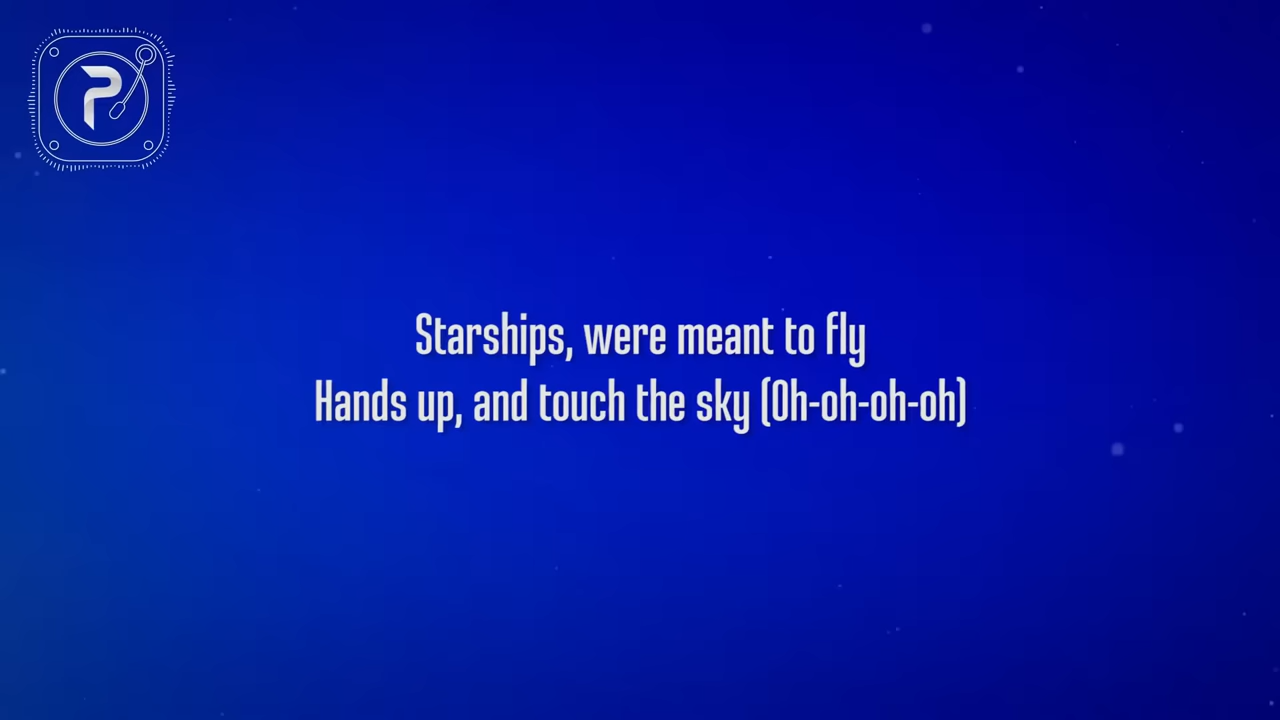 P
Starships, were meant to fly
Hands up, and touch the sky (Oh-oh-oh-oh)